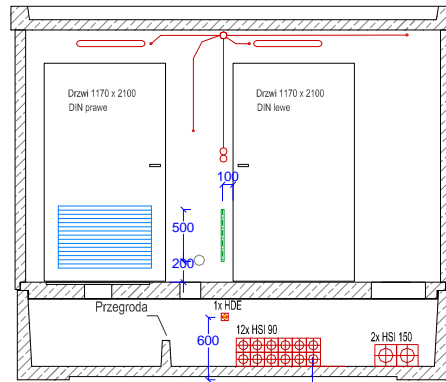 Drzwi 1170 x 2100
DIN prawe
Drzwi 1170 x 2100
DIN lewe
100
500
200
Przegroda
1x HDE
600
12x HSI 90
2x HSI 150